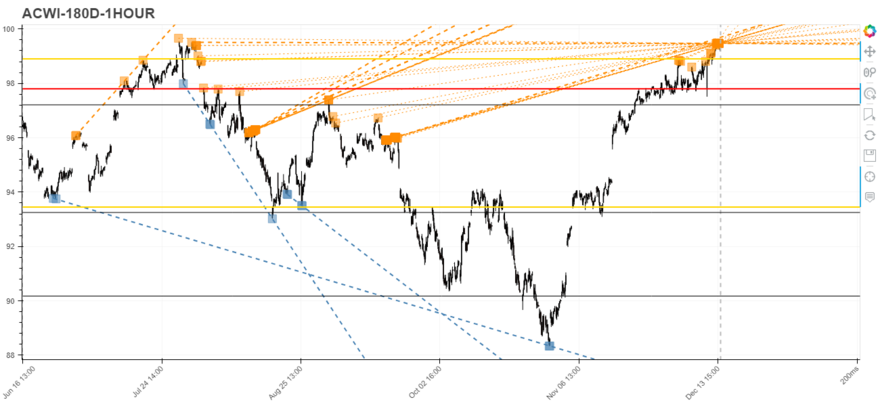 ACWI-180D-1HOUR
100
98
96
94
92
90
88
Jun 16 13:00
Jul 24 14:00
Aug 25 13:00
Oct 02 16:00
Nov 06 13:00
Dec 13 15:00
200ms